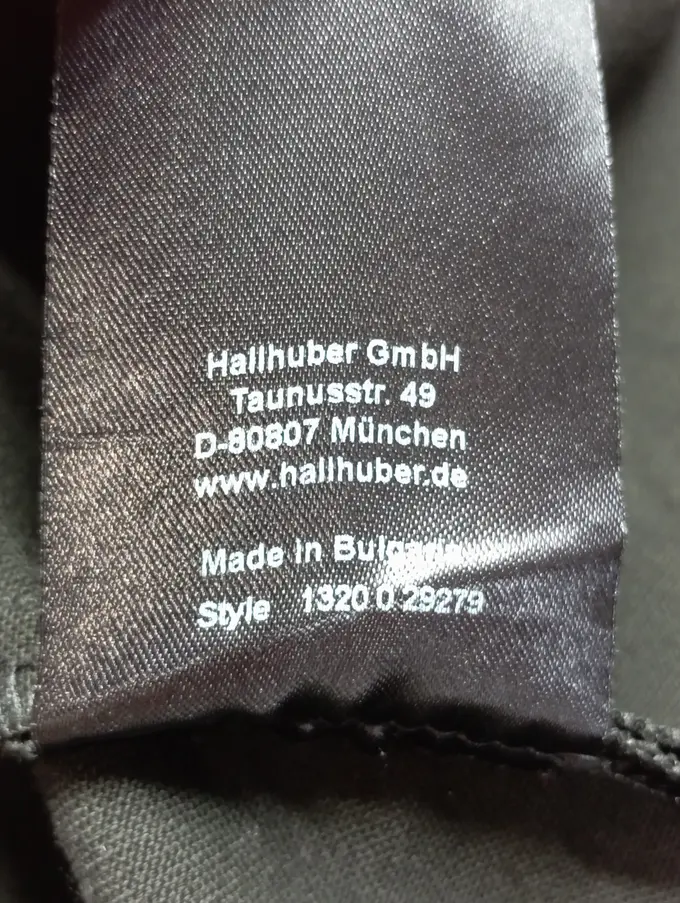 Hallhuber GmbH
Taunusstr. 49
D-80807 München
www.hallhuber.de
Made in Bulgaria
Style 1320 0 29279